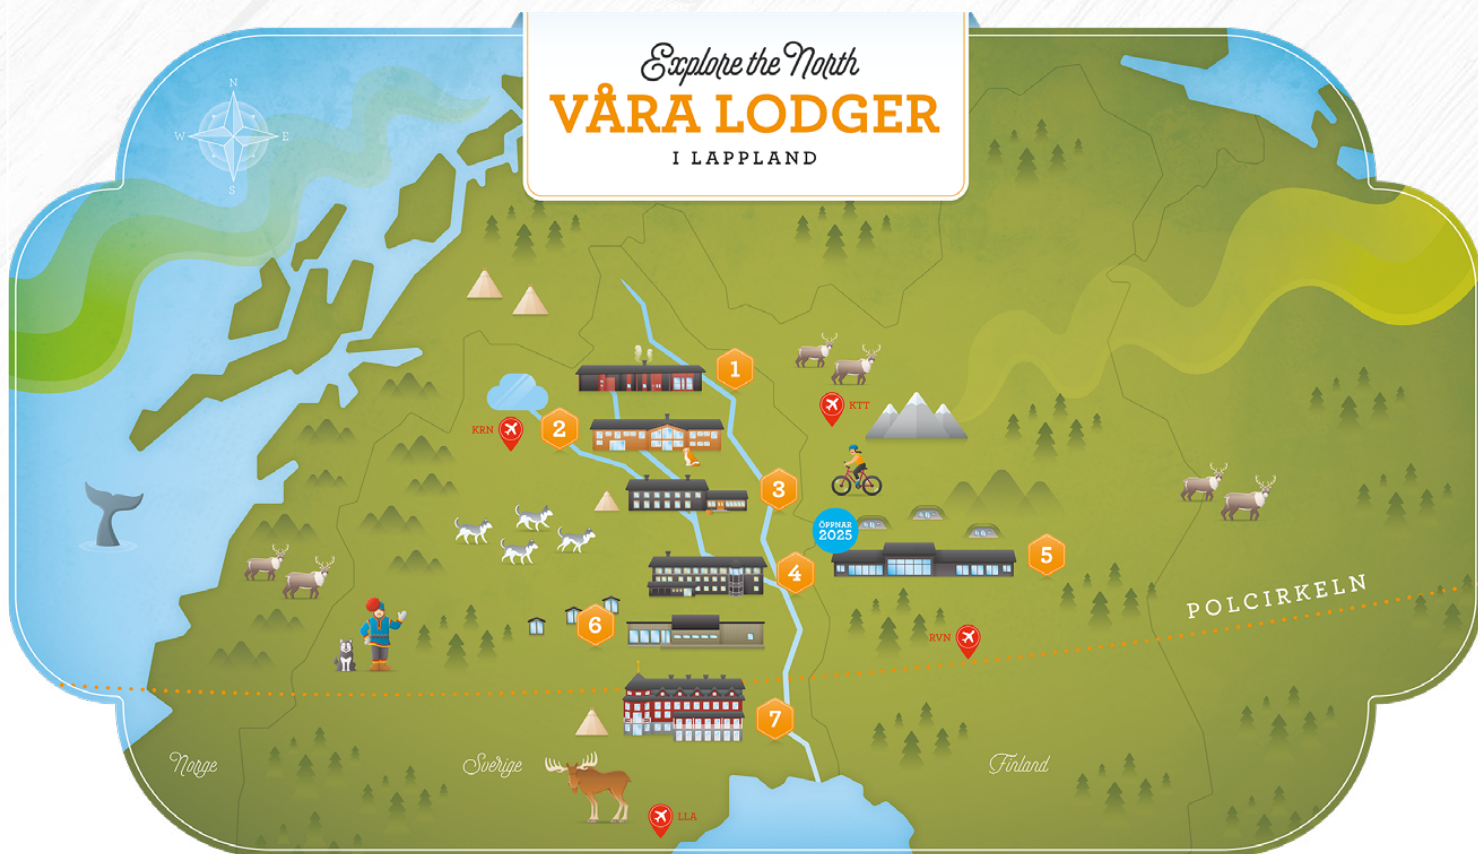 Explore the North
VÅRA LODGER
I LAPPLAND
N
W
E
S
1
KTT
KRN
2
3
ÖPPNAR
2025
5
4
6
POLCIRKELN
RVN
7
Norge
Sverige
Finland
LLA